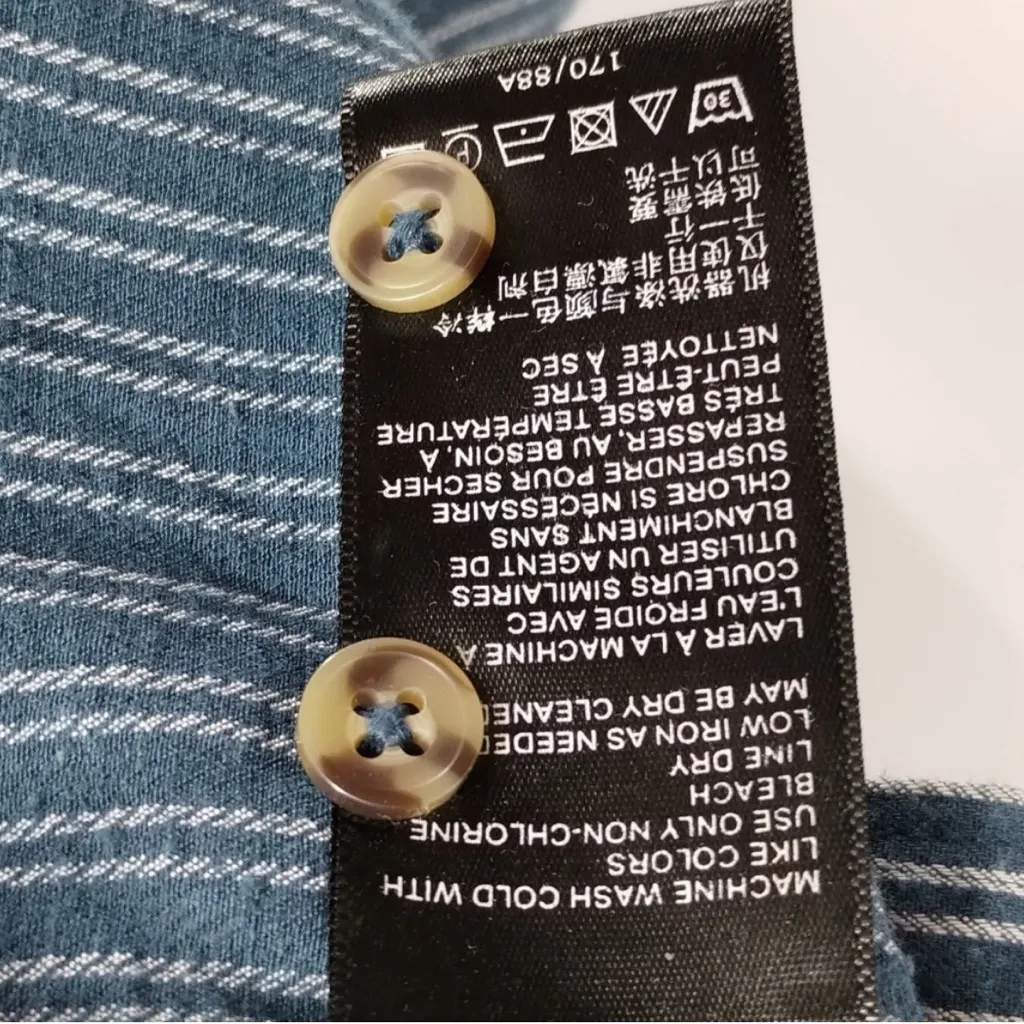 MACHINE WASH COLD WITH
LIKE COLORS
USE ONLY NON-CHLORINE
BLEACH
LINE DRY
LOW IRON AS NEEDED
MAY BE DRY CLEANED
LAVER À LA MACHINE À
L'EAU FROIDE AVEC
COULEURS SIMILAIRES
UTILISER UN AGENT DE
BLANCHIMENT SANS
CHLORE SI NÉCESSAIRE
SUSPENDRE POUR SECHER
REPASSER, AU BESOIN, À
TRÈS BASSE TEMPÉRATURE
PEUT-ÊTRE ÊTRE
NETTOYÉE À SEC
机器洗涤与颜色一样冷
仅使用非氯漂白剂
干一行
低铁需要
可以干洗
30 P
170/88A